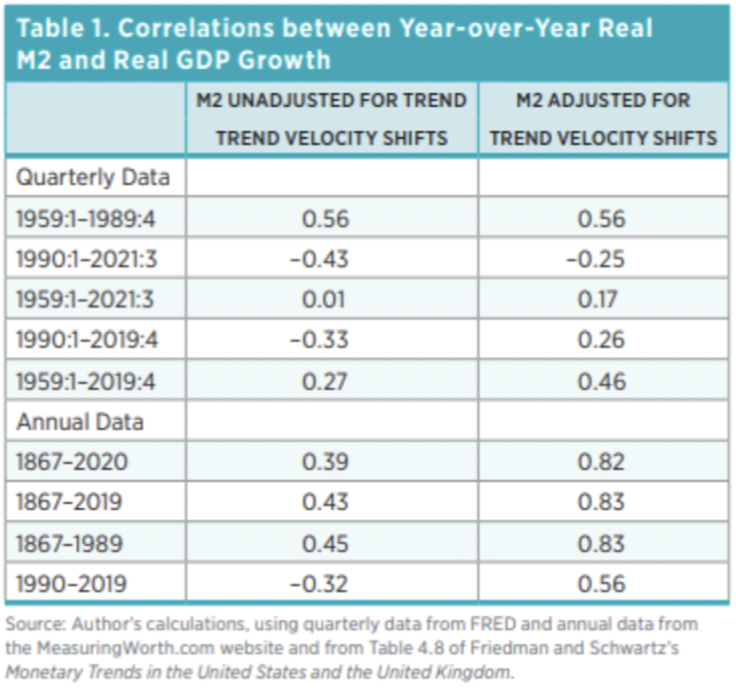 Table 1. Correlations between Year-over-Year Real
M2 and Real GDP Growth
M2 UNADJUSTED FOR TREND M2 ADJUSTED FOR
TREND VELOCITY SHIFTS TREND VELOCITY SHIFTS
Quarterly Data
1959:1–1989:4 0.56 0.56
1990:1–2021:3 –0.43 –0.25
1959:1–2021:3 0.01 0.17
1990:1–2019:4 –0.33 0.26
1959:1–2019:4 0.27 0.46
Annual Data
1867–2020 0.39 0.82
1867–2019 0.43 0.83
1867–1989 0.45 0.83
1990–2019 –0.32 0.56
Source: Author's calculations, using quarterly data from FRED and annual data from
the MeasuringWorth.com website and from Table 4.8 of Friedman and Schwartz's
Monetary Trends in the United States and the United Kingdom.